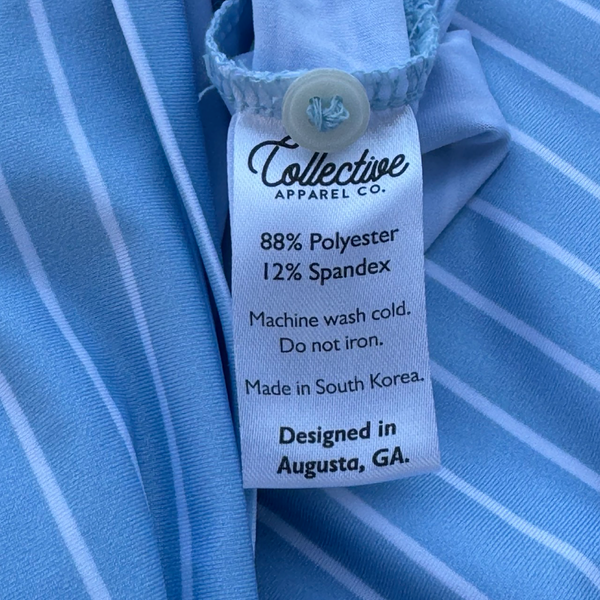 Collective
APPAREL CO.
88% Polyester
12% Spandex
Machine wash cold.
Do not iron.
Made in South Korea.
Designed in
Augusta, GA.